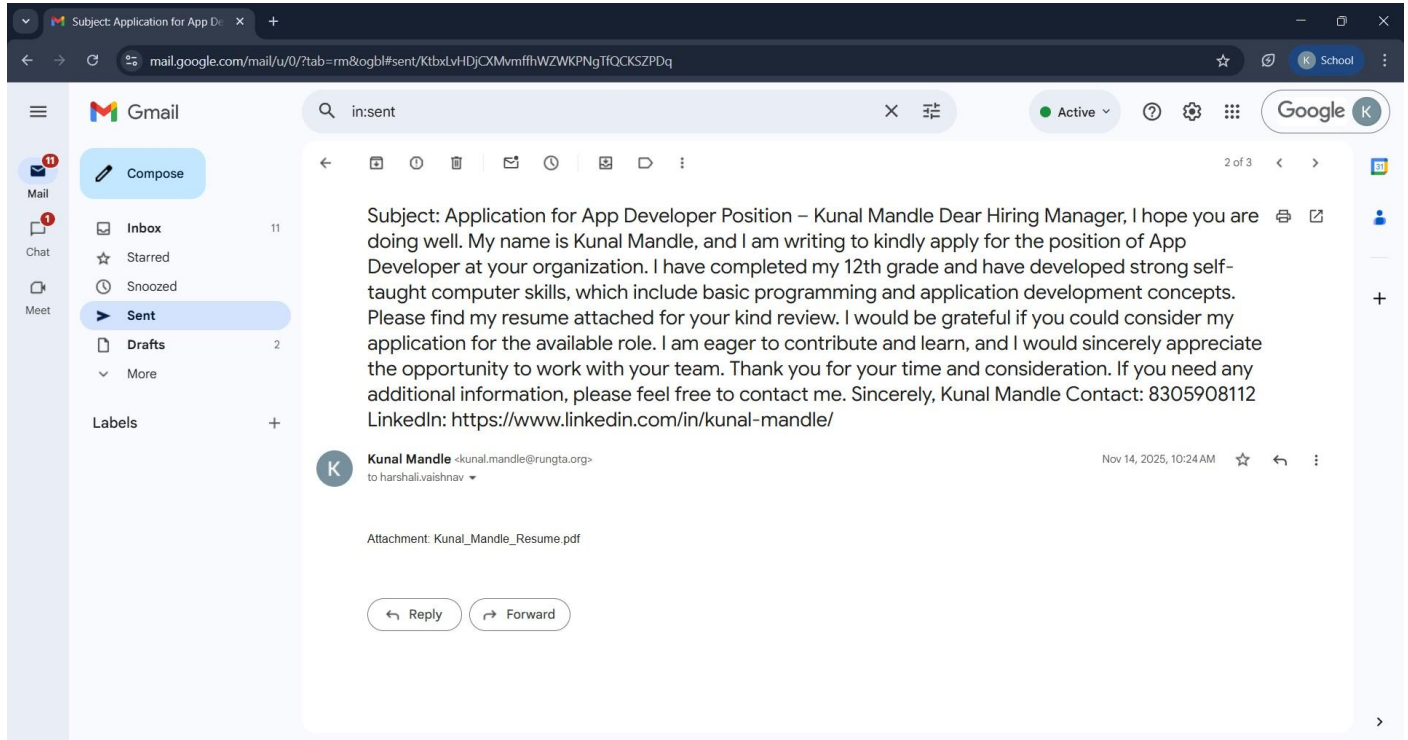 Subject: Application for App De
mail.google.com/mail/u/0/?tab=rm&ogbl#sent/KtbxLvHDjCXMvmffhWZWKPNgTfQCKSZPDq
K School
Gmail
in:sent
Active
Google K
11
Mail
1
Chat
Meet
Compose
Inbox 11
Starred
Snoozed
Sent
Drafts 2
More
Labels
2 of 3
31
Subject: Application for App Developer Position – Kunal Mandle Dear Hiring Manager, I hope you are
doing well. My name is Kunal Mandle, and I am writing to kindly apply for the position of App
Developer at your organization. I have completed my 12th grade and have developed strong self-
taught computer skills, which include basic programming and application development concepts.
Please find my resume attached for your kind review. I would be grateful if you could consider my
application for the available role. I am eager to contribute and learn, and I would sincerely appreciate
the opportunity to work with your team. Thank you for your time and consideration. If you need any
additional information, please feel free to contact me. Sincerely, Kunal Mandle Contact: 8305908112
LinkedIn: https://www.linkedin.com/in/kunal-mandle/
K
Kunal Mandle <kunal.mandle@rungta.org>
Nov 14, 2025, 10:24 AM
to harshali.vaishnav
Attachment: Kunal_Mandle_Resume.pdf
Reply
Forward